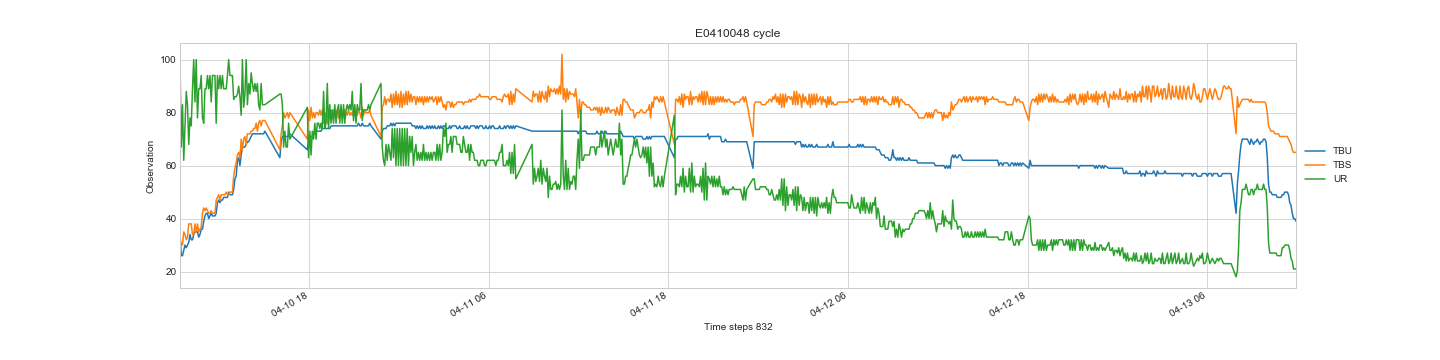 E0410048 cycle
100
80
60
40
20
Observation
04-10 18
04-11 06
04-11 18
04-12 06
04-12 18
04-13 06
Time steps 832
TBU
TBS
UR